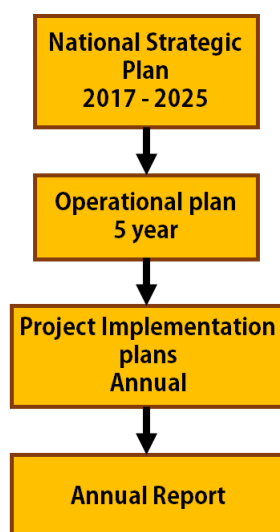 National Strategic
Plan
2017 - 2025
Operational plan
5 year
Project Implementation
plans
Annual
Annual Report